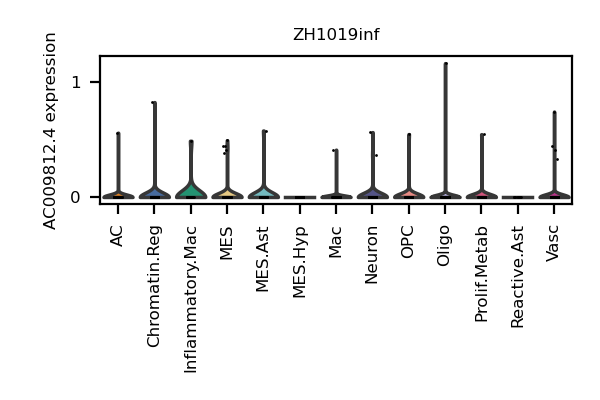 ZH1019inf
AC009812.4 expression
1
0
AC
Chromatin.Reg
Inflammatory.Mac
MES
MES.Ast
MES.Hyp
Mac
Neuron
OPC
Oligo
Prolif.Metab
Reactive.Ast
Vasc